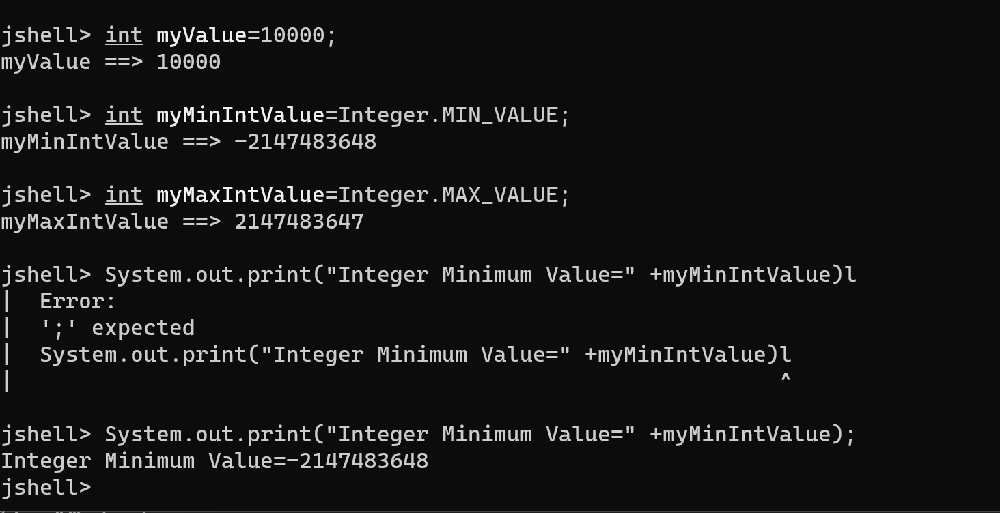 jshell> int myValue=10000;
myValue ==> 10000
jshell> int myMinIntValue=Integer.MIN_VALUE;
myMinIntValue ==> -2147483648
jshell> int myMaxIntValue=Integer.MAX_VALUE;
myMaxIntValue ==> 2147483647
jshell> System.out.print("Integer Minimum Value=" +myMinIntValue)l
|  Error:
|  ';' expected
|  System.out.print("Integer Minimum Value=" +myMinIntValue)l
|                                                           ^
jshell> System.out.print("Integer Minimum Value=" +myMinIntValue);
Integer Minimum Value=-2147483648
jshell>